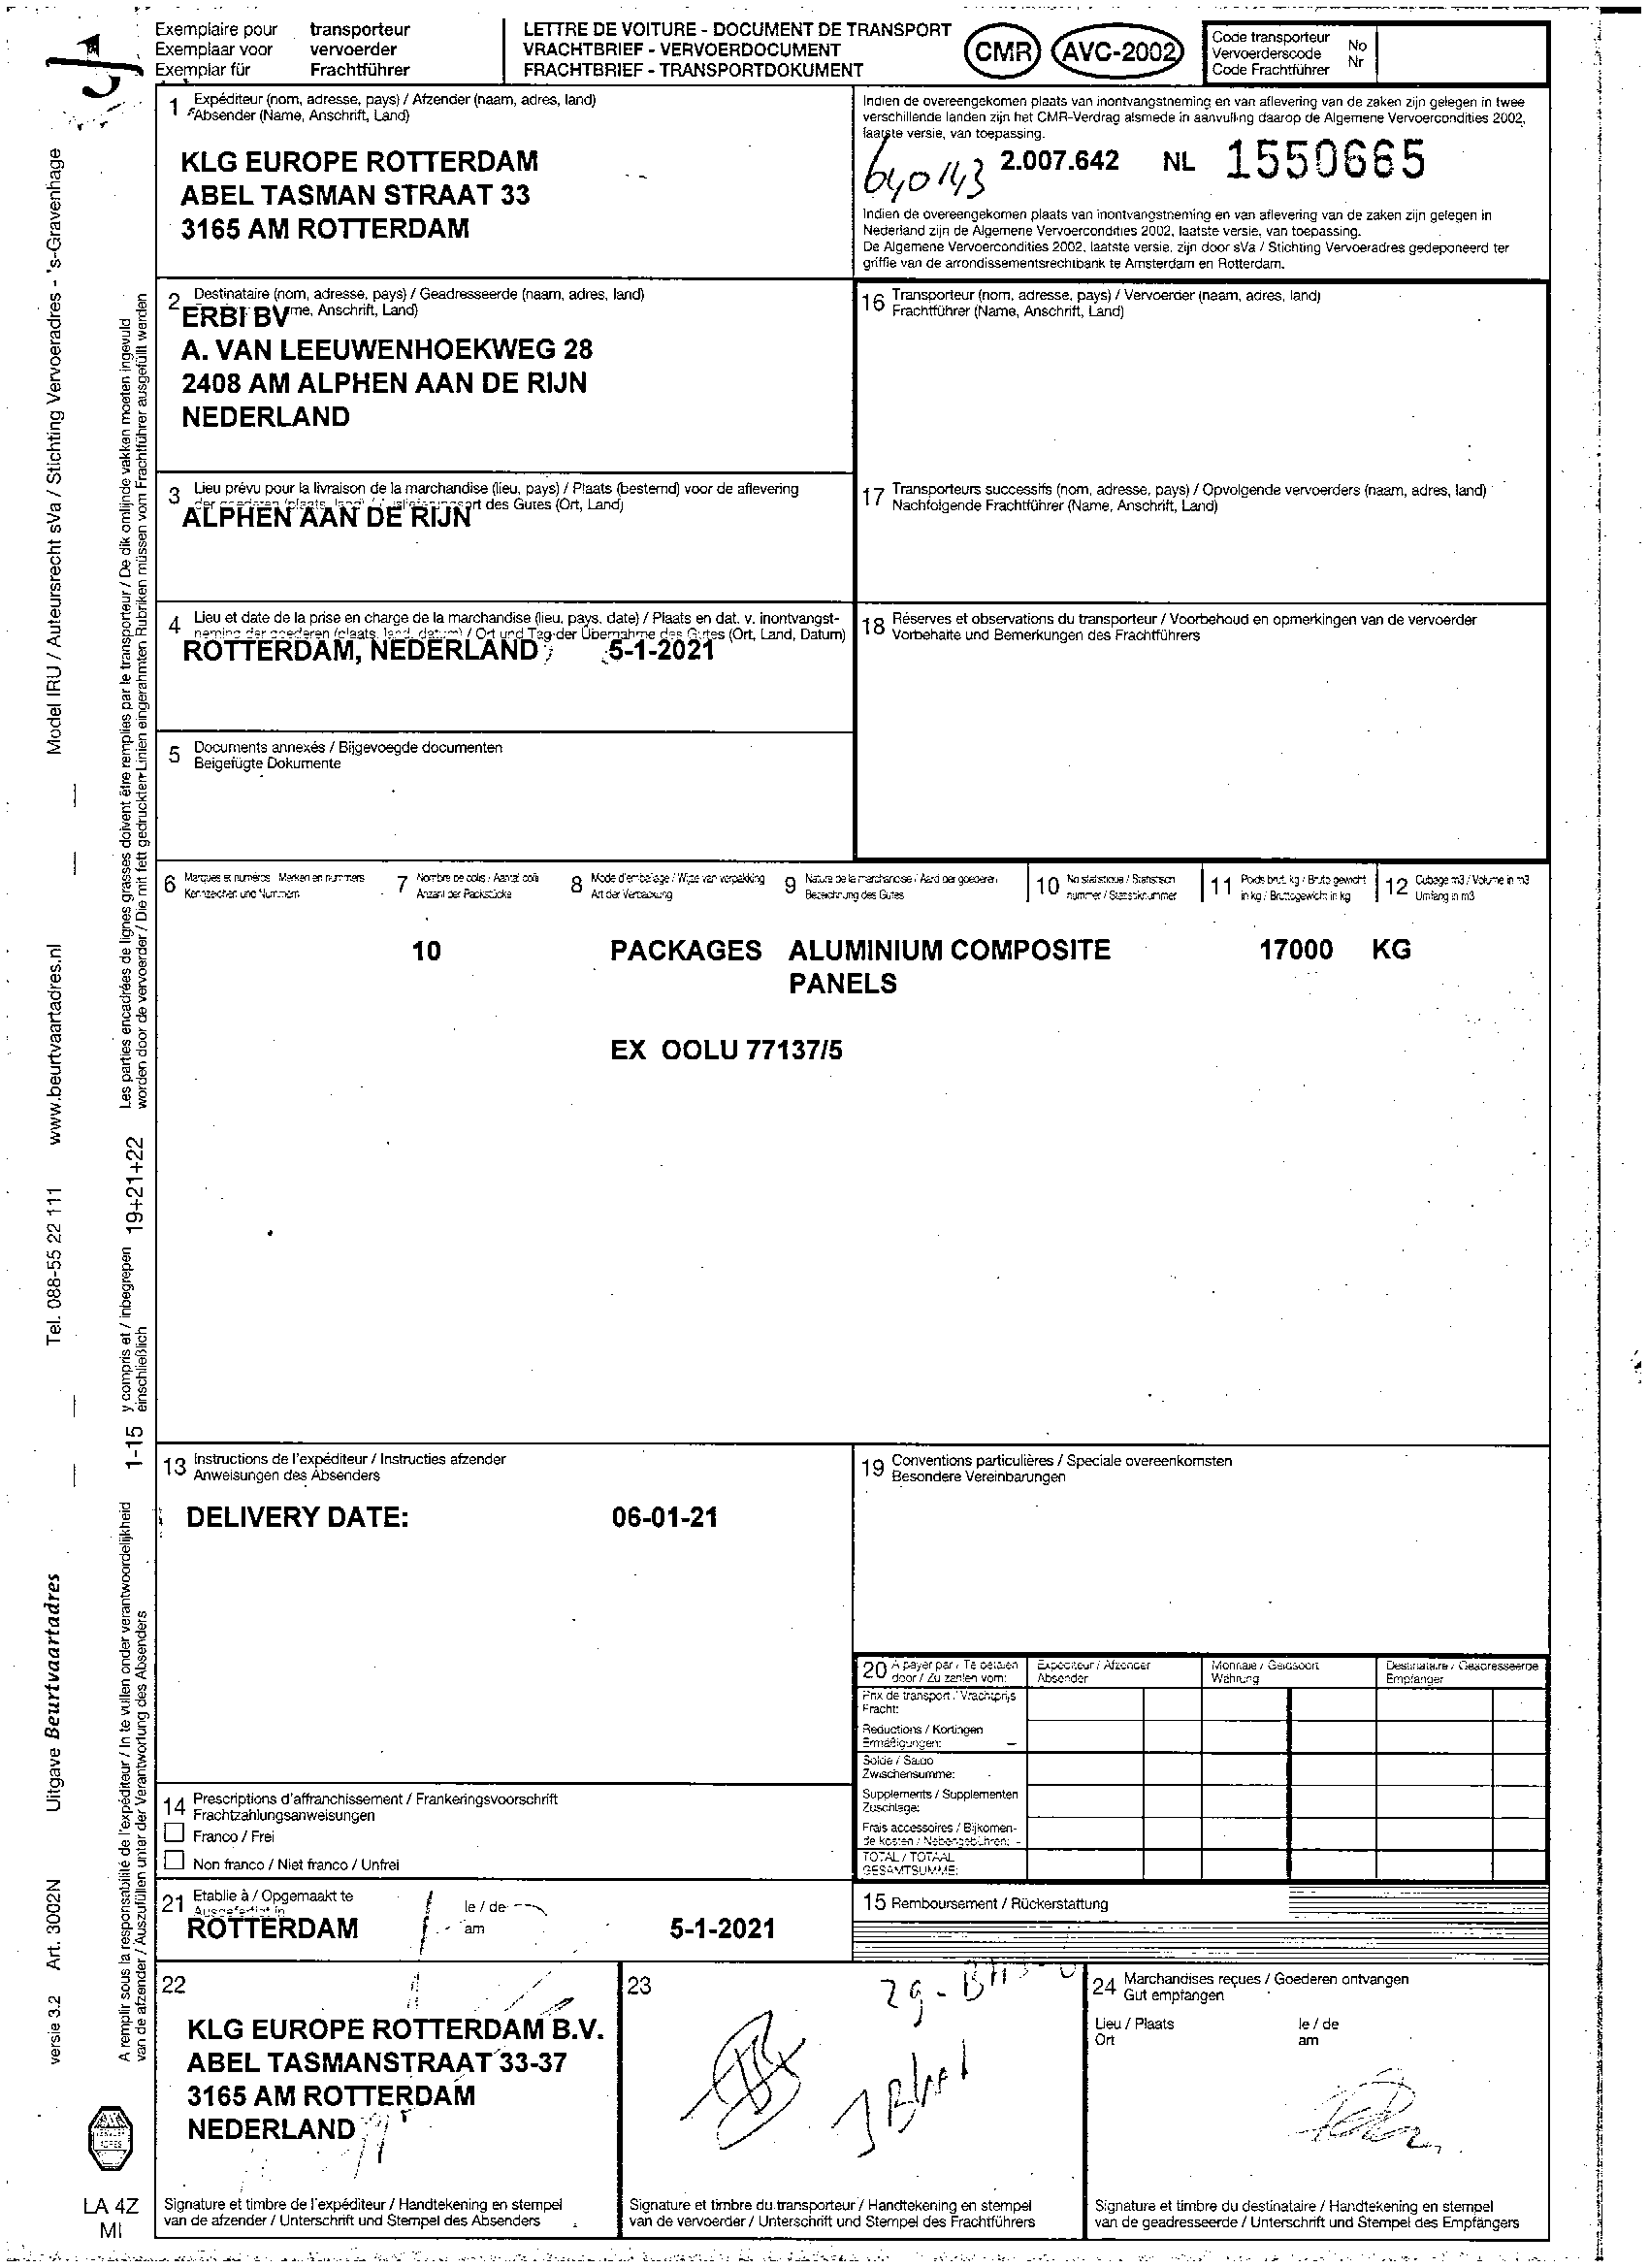 Exemplaire pour transporteur
Exemplaar voor vervoerder
Exemplar für Frachtführer
LETTRE DE VOITURE - DOCUMENT DE TRANSPORT
VRACHTBRIEF - VERVOERDOCUMENT
FRACHTBRIEF - TRANSPORTDOKUMENT
CMR
AVC-2002
Code transporteur
Vervoerderscode
Code Frachtführer
No
Nr
1 Expéditeur (nom, adresse, pays) / Afzender (naam, adres, land)
Absender (Name, Anschrift, Land)
KLG EUROPE ROTTERDAM
ABEL TASMAN STRAAT 33
3165 AM ROTTERDAM
Indien de overeengekomen plaats van inontvangstneming en van aflevering van de zaken zijn gelegen in twee
verschillende landen zijn het CMR-Verdrag alsmede in aanvulling daarop de Algemene Vervoercondities 2002,
laatste versie, van toepassing.
640143 2.007.642 NL 1550665
Indien de overeengekomen plaats van inontvangstneming en van aflevering van de zaken zijn gelegen in
Nederland zijn de Algemene Vervoercondities 2002, laatste versie, van toepassing.
De Algemene Vervoercondities 2002, laatste versie, zijn door sVa / Stichting Vervoeradres gedeponeerd ter
griffie van de arrondissementsrechtbank te Amsterdam en Rotterdam.
2 Destinataire (nom, adresse, pays) / Geadresseerde (naam, adres, land)
ERBI BV me, Anschrift, Land)
A. VAN LEEUWENHOEKWEG 28
2408 AM ALPHEN AAN DE RIJN
NEDERLAND
16 Transporteur (nom, adresse, pays) / Vervoerder (naam, adres, land)
Frachtführer (Name, Anschrift, Land)
3 Lieu prévu pour la livraison de la marchandise (lieu, pays) / Plaats (bestemd) voor de aflevering
der goederen (plaats, land) / Auslieferungsort des Gutes (Ort, Land)
ALPHEN AAN DE RIJN
17 Transporteurs successifs (nom, adresse, pays) / Opvolgende vervoerders (naam, adres, land)
Nachfolgende Frachtführer (Name, Anschrift, Land)
4 Lieu et date de la prise en charge de la marchandise (lieu, pays, date) / Plaats en dat. v. inontvangst-
neming der goederen (plaats, land, datum) / Ort und Tag der Übernahme des Gutes (Ort, Land, Datum)
ROTTERDAM, NEDERLAND 5-1-2021
18 Réserves et observations du transporteur / Voorbehoud en opmerkingen van de vervoerder
Vorbehalte und Bemerkungen des Frachtführers
5 Documents annexés / Bijgevoegde documenten
Beigefügte Dokumente
6 Marques et numéros Merken en nummers
Kennzeichen und Nummern
7 Nombre de colis / Aantal colli
Anzahl der Packstücke
8 Mode d'emballage / Wijze van verpakking
Art der Verpackung
9 Nature de la marchandise / Aard der goederen
Bezeichnung des Gutes
10 No statistique / Statistisch
nummer / Statistiknummer
11 Poids brut, kg / Bruto gewicht
in kg / Bruttogewicht in kg
12 Cubage m3 / Volume in m3
Umfang in m3
10 PACKAGES ALUMINIUM COMPOSITE 17000 KG
PANELS
EX OOLU 77137/5
13 Instructions de l'expéditeur / Instructies afzender
Anweisungen des Absenders
DELIVERY DATE: 06-01-21
19 Conventions particulières / Speciale overeenkomsten
Besondere Vereinbarungen
20 A payer par / Te betalen
door / Zu zahlen vom:
Expéditeur / Afzender
Absender
Monnaie / Geldsoort
Währung
Destinataire / Geadresseerde
Empfänger
Prix de transport / Vrachtprijs
Fracht:
Reductions / Kortingen
Ermäßigungen: -
Solde / Saldo
Zwischensumme:
Supplements / Supplementen
Zuschläge:
Frais accessoires / Bijkomen-
de kosten / Nebengebühren: -
TOTAL / TOTAAL
GESAMTSUMME:
14 Prescriptions d'affranchissement / Frankeringsvoorschrift
Frachtzahlungsanweisungen
Franco / Frei
Non franco / Niet franco / Unfrei
21 Etablie à / Opgemaakt te
Ausgefertigt in
le / de
am
ROTTERDAM 5-1-2021
15 Remboursement / Rückerstattung
22
KLG EUROPE ROTTERDAM B.V.
ABEL TASMANSTRAAT 33-37
3165 AM ROTTERDAM
NEDERLAND
Signature et timbre de l'expéditeur / Handtekening en stempel
van de afzender / Unterschrift und Stempel des Absenders
23
Signature et timbre du transporteur / Handtekening en stempel
van de vervoerder / Unterschrift und Stempel des Frachtführers
24 Marchandises reçues / Goederen ontvangen
Gut empfangen
Lieu / Plaats
Ort
le / de
am
Signature et timbre du destinataire / Handtekening en stempel
van de geadresseerde / Unterschrift und Stempel des Empfängers
Model IRU / Auteursrecht sVa / Stichting Vervoeradres - 's-Gravenhage
www.beurtvaartadres.nl
Tel. 088-55 22 111
Uitgave Beurtvaartadres
Art. 3002N
versie 3.2
Les parties encadrées de lignes grasses doivent être remplies par le transporteur / De dik omlijnde vakken moeten ingevuld
worden door de vervoerder / Die mit fett gedruckten Linien eingerahmten Rubriken müssen vom Frachtführer ausgefüllt werden
1-15 y compris et / inbegrepen 19+21+22
einschließlich
A remplir sous la responsabilité de l'expéditeur / In te vullen onder verantwoordelijkheid
van de afzender / Auszufüllen unter der Verantwortung des Absenders
LA 4Z
MI